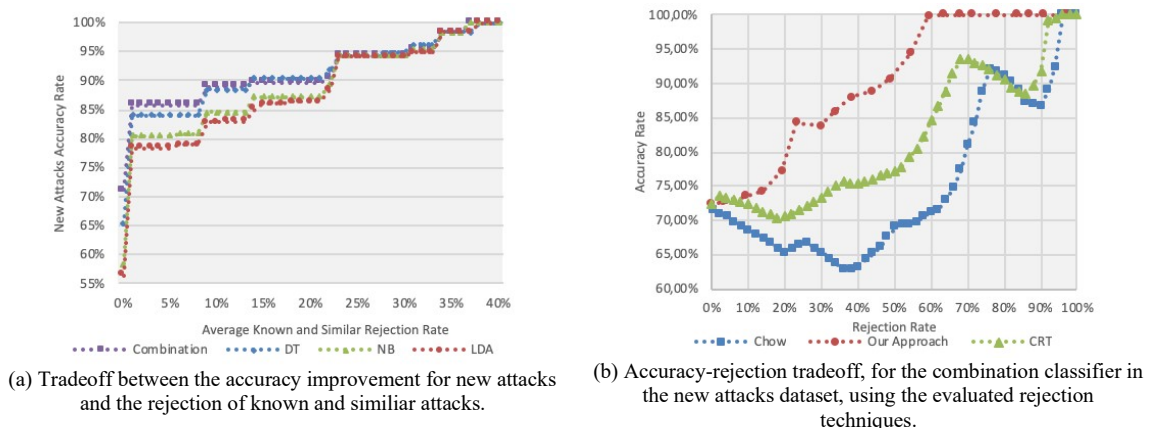 100%
95%
90%
85%
80%
75%
70%
65%
60%
55%
New Attacks Accuracy Rate
0% 5% 10% 15% 20% 25% 30% 35% 40%
Average Known and Similar Rejection Rate
Combination DT NB LDA
(a) Tradeoff between the accuracy improvement for new attacks
and the rejection of known and similiar attacks.
100,00%
95,00%
90,00%
85,00%
80,00%
75,00%
70,00%
65,00%
60,00%
Accuracy Rate
0% 10% 20% 30% 40% 50% 60% 70% 80% 90% 100%
Rejection Rate
Chow Our Approach CRT
(b) Accuracy-rejection tradeoff, for the combination classifier in
the new attacks dataset, using the evaluated rejection
techniques.